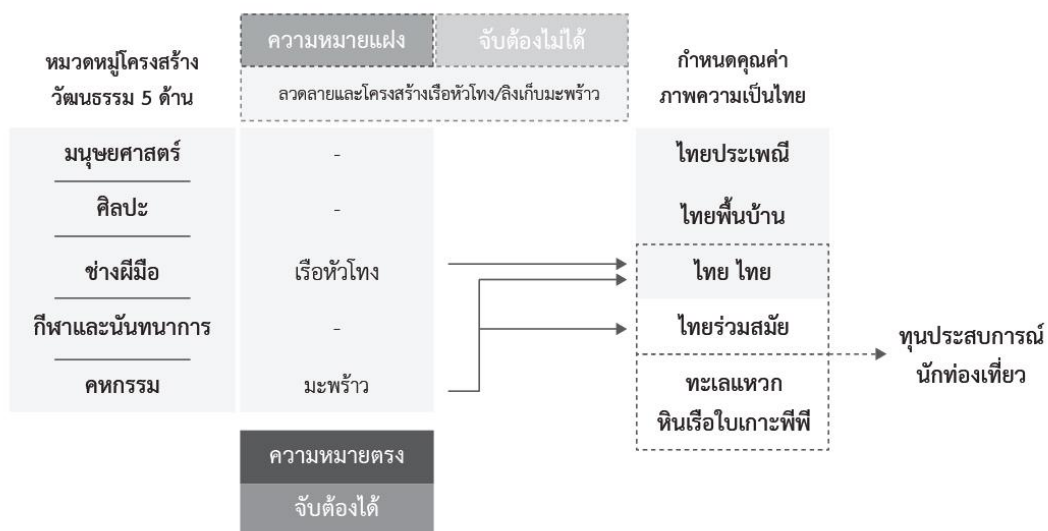 ความหมายแฝง จับต้องไม่ได้
หมวดหมู่โครงสร้าง
วัฒนธรรม 5 ด้าน
ลวดลายและโครงสร้างเรือหัวโทง/ลิงเก็บมะพร้าว
กำหนดคุณค่า
ภาพความเป็นไทย
มนุษยศาสตร์ - ไทยประเพณี
ศิลปะ - ไทยพื้นบ้าน
ช่างฝีมือ เรือหัวโทง ไทย ไทย
กีฬาและนันทนาการ - ไทยร่วมสมัย
คหกรรม มะพร้าว ทะเลแหวก
หินเรือใบเกาะพีพี
ทุนประสบการณ์
นักท่องเที่ยว
ความหมายตรง
จับต้องได้